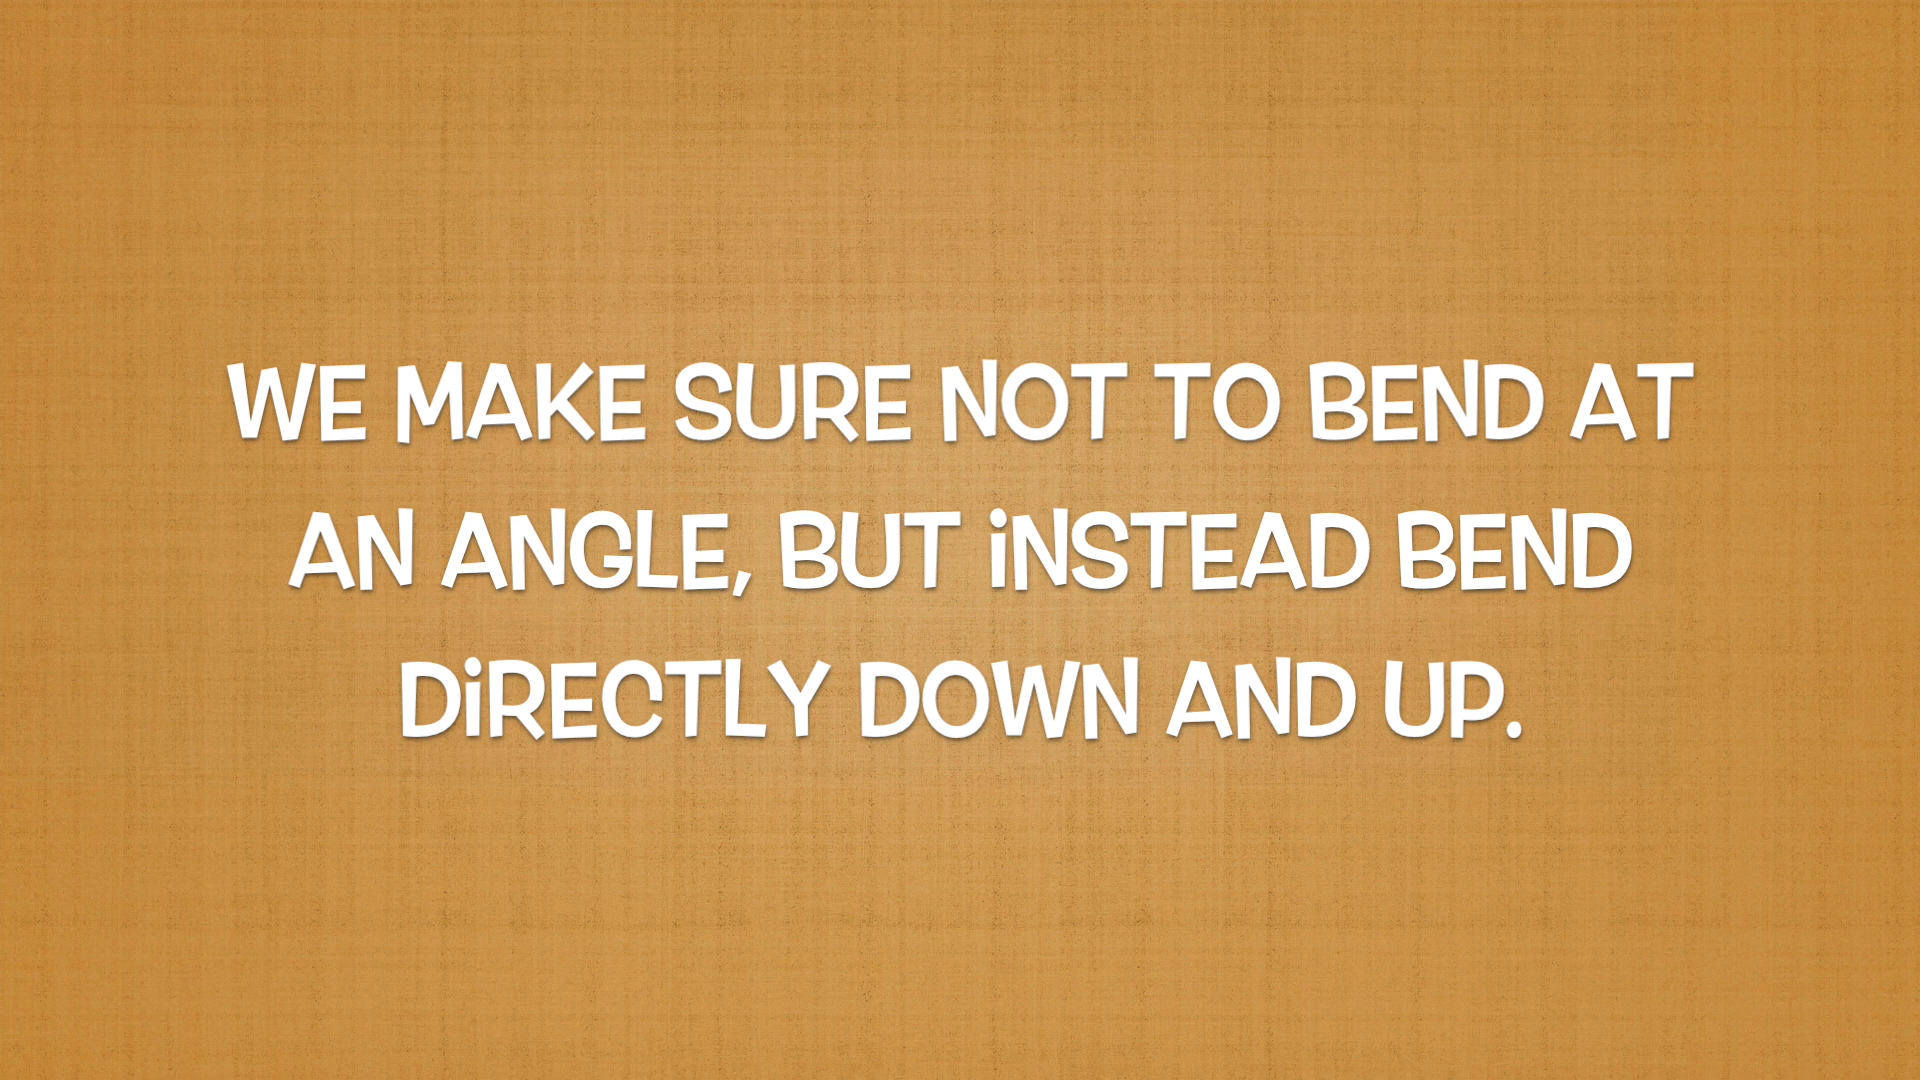 WE MAKE SURE NOT TO BEND AT
AN ANGLE, BUT iNSTEAD BEND
DiRECTLY DOWN AND UP.